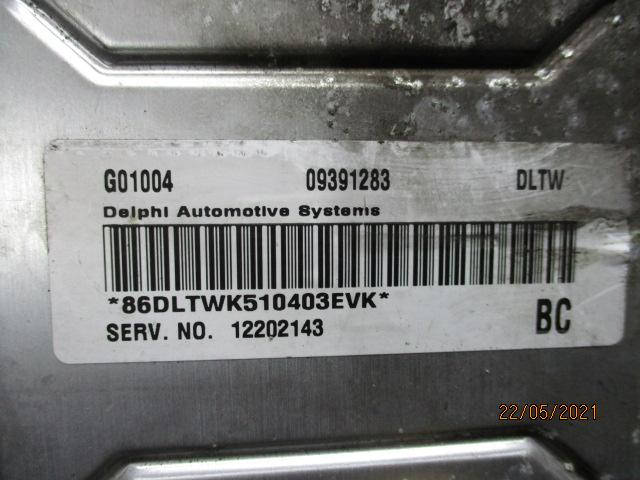 G01004 09391283 DLTW
Delphi Automotive Systems
*86DLTWK510403EVK*
SERV. NO. 12202143 BC
22/05/2021